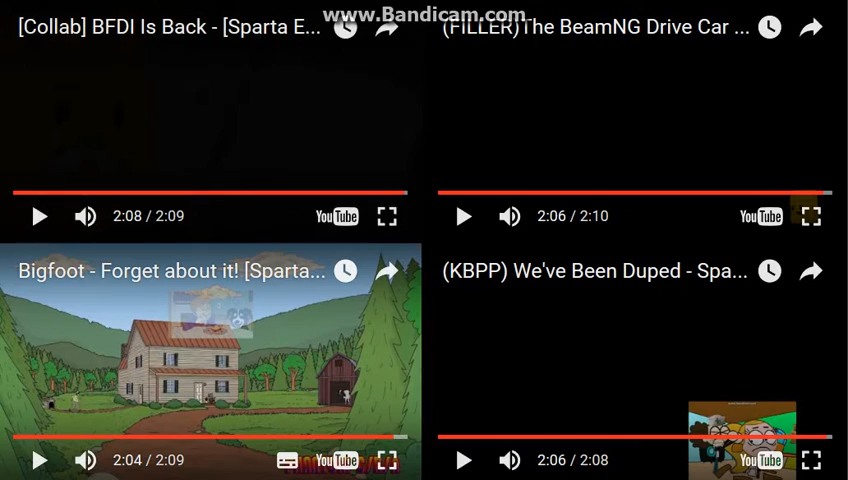 www.Bandicam.com
[Collab] BFDI Is Back - [Sparta E...
(FILLER)The BeamNG Drive Car ...
2:08 / 2:09
YouTube
2:06 / 2:10
YouTube
Bigfoot - Forget about it! [Sparta...
(KBPP) We've Been Duped - Spa...
2:04 / 2:09
YouTube
2:06 / 2:08
YouTube